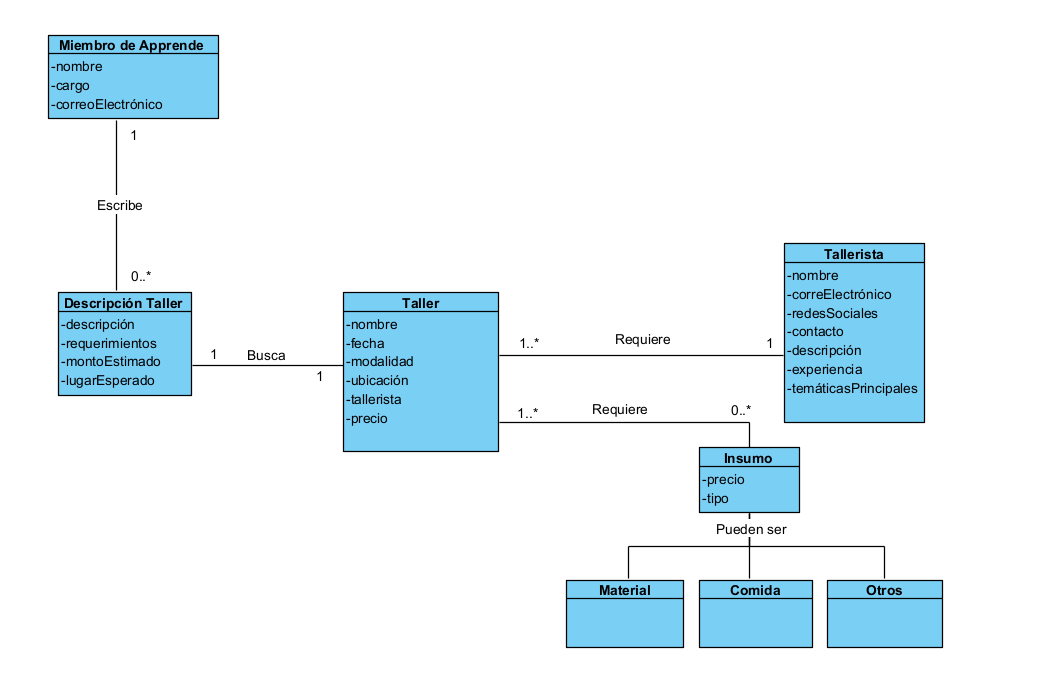 Miembro de Apprende
-nombre
-cargo
-correoElectrónico
1
Escribe
0..*
Descripción Taller
-descripción
-requerimientos
-montoEstimado
-lugarEsperado
1
Busca
1
Taller
-nombre
-fecha
-modalidad
-ubicación
-tallerista
-precio
1..*
Requiere
1
Tallerista
-nombre
-correElectrónico
-redesSociales
-contacto
-descripción
-experiencia
-temáticasPrincipales
1..*
Requiere
0..*
Insumo
-precio
-tipo
Pueden ser
Material
Comida
Otros